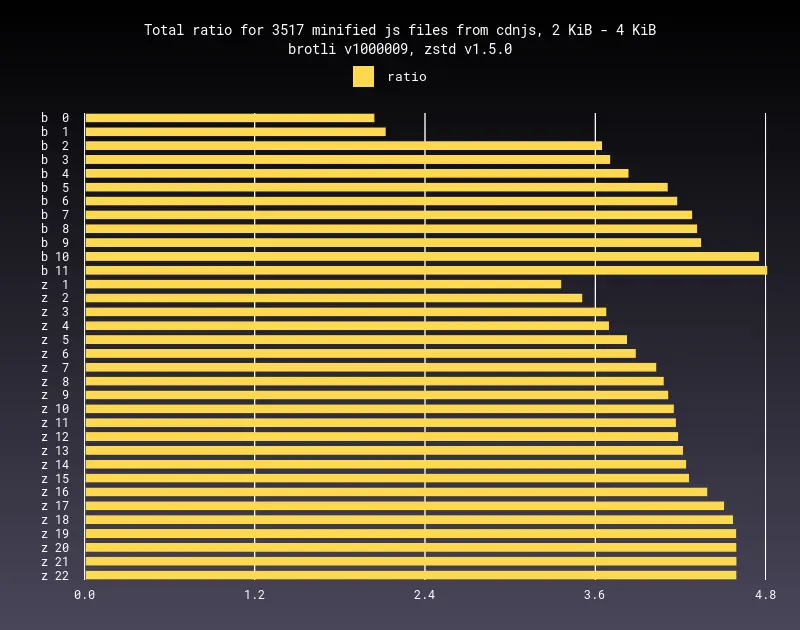 Total ratio for 3517 minified js files from cdnjs, 2 KiB - 4 KiB
brotli v1000009, zstd v1.5.0
ratio
b 0
b 1
b 2
b 3
b 4
b 5
b 6
b 7
b 8
b 9
b 10
b 11
z 1
z 2
z 3
z 4
z 5
z 6
z 7
z 8
z 9
z 10
z 11
z 12
z 13
z 14
z 15
z 16
z 17
z 18
z 19
z 20
z 21
z 22
0.0 1.2 2.4 3.6 4.8